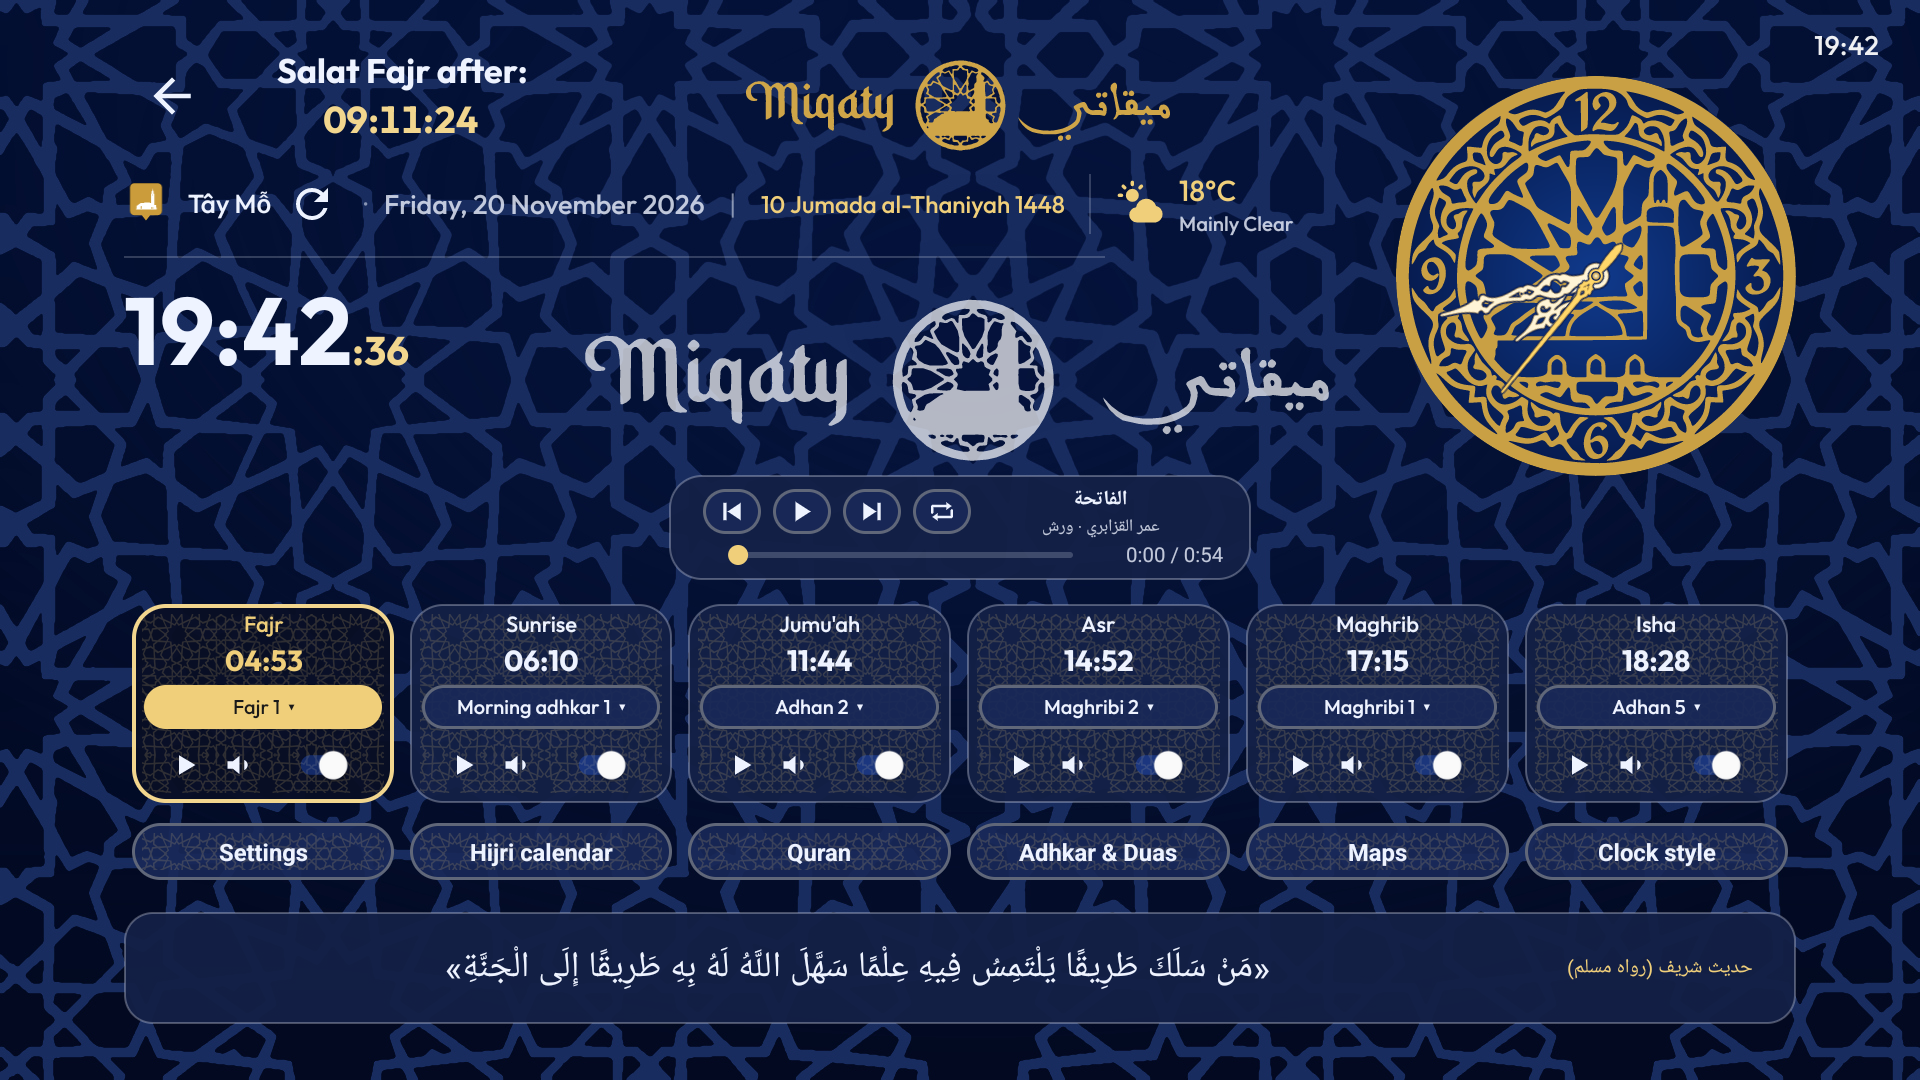 19:42
Salat Fajr after:
09:11:24
Miqaty ميقاتي
Tây Mỗ · Friday, 20 November 2026 | 10 Jumada al-Thaniyah 1448
18°C
Mainly Clear
19:42:36
Miqaty ميقاتي
12
3
6
9
الفاتحة
عمر القزابري · ورش
0:00 / 0:54
Fajr
04:53
Fajr 1
Sunrise
06:10
Morning adhkar 1
Jumu'ah
11:44
Adhan 2
Asr
14:52
Maghribi 2
Maghrib
17:15
Maghribi 1
Isha
18:28
Adhan 5
Settings
Hijri calendar
Quran
Adhkar & Duas
Maps
Clock style
حديث شريف (رواه مسلم)
«مَنْ سَلَكَ طَرِيقًا يَلْتَمِسُ فِيهِ عِلْمًا سَهَّلَ اللَّهُ لَهُ بِهِ طَرِيقًا إِلَى الْجَنَّةِ»